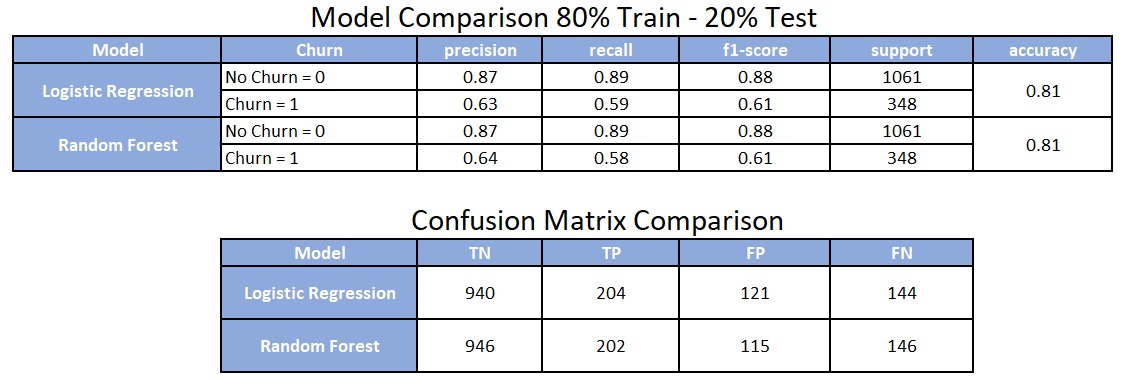 Model Comparison 80% Train - 20% Test
Model Churn precision recall f1-score support accuracy
Logistic Regression No Churn = 0 0.87 0.89 0.88 1061 0.81
Churn = 1 0.63 0.59 0.61 348
Random Forest No Churn = 0 0.87 0.89 0.88 1061 0.81
Churn = 1 0.64 0.58 0.61 348
Confusion Matrix Comparison
Model TN TP FP FN
Logistic Regression 940 204 121 144
Random Forest 946 202 115 146